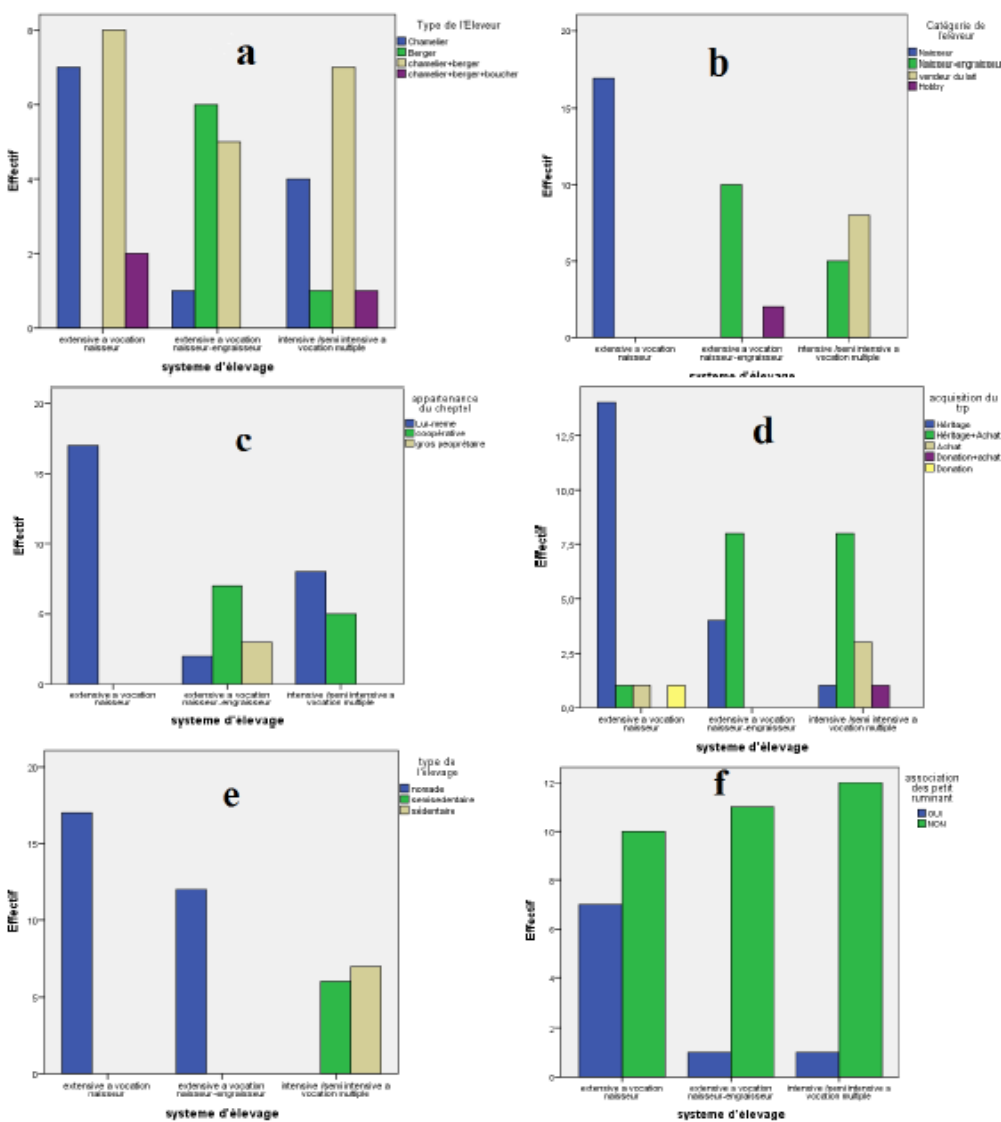 a
Type de l'Eleveur
Chamelier
Berger
chamelier+berger
chamelier+berger+boucher
8
6
4
2
0
Effectif
extensive a vocation
naisseur
extensive a vocation
naisseur-engraisseur
intensive /semi intensive a
vocation multiple
systeme d'élevage
b
Catégorie de
l'eleveur
Naisseur
Naisseur-engraisseur
vendeur du lait
Hobby
20
15
10
5
0
Effectif
extensive a vocation
naisseur
extensive a vocation
naisseur-engraisseur
intensive /semi intensive a
vocation multiple
systeme d'élevage
c
appartenance
du cheptel
Lui-meme
coopérative
gros peoprétaire
20
15
10
5
0
Effectif
extensive a vocation
naisseur
extensive a vocation
naisseur-engraisseur
intensive /semi intensive a
vocation multiple
systeme d'élevage
d
acquisition du
trp
Héritage
Héritage+Achat
Achat
Donation+achat
Donation
12,5
10,0
7,5
5,0
2,5
0,0
Effectif
extensive a vocation
naisseur
extensive a vocation
naisseur-engraisseur
intensive /semi intensive a
vocation multiple
systeme d'élevage
e
type de
l'élevage
nomade
semisedentaire
sédentaire
20
15
10
5
0
Effectif
extensive a vocation
naisseur
extensive a vocation
naisseur-engraisseur
intensive /semi intensive a
vocation multiple
systeme d'élevage
f
association
des petit
ruminant
OUI
NON
12
10
8
6
4
2
0
Effectif
extensive a vocation
naisseur
extensive a vocation
naisseur-engraisseur
intensive /semi intensive a
vocation multiple
systeme d'élevage